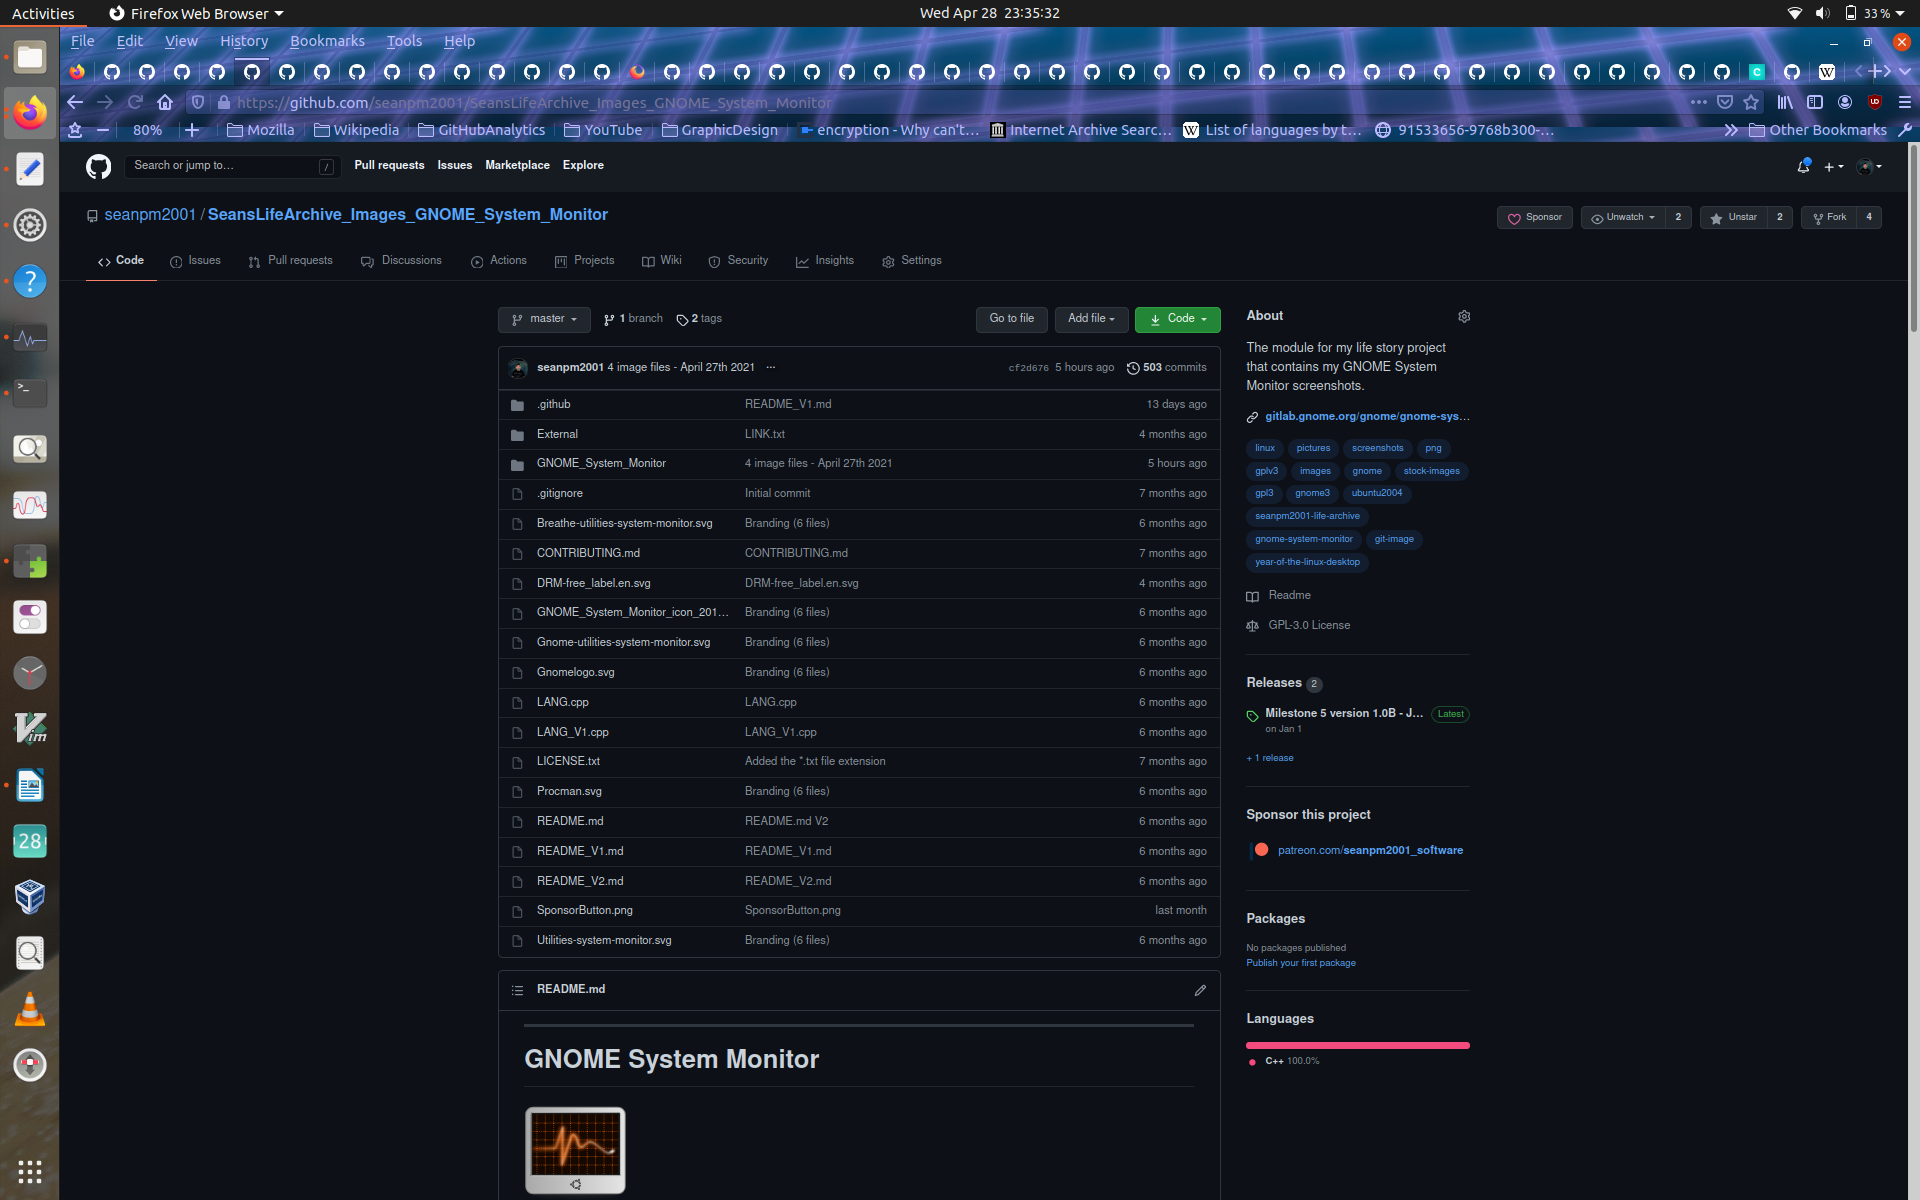 Activities Firefox Web Browser Wed Apr 28 23:35:32 33 %
File Edit View History Bookmarks Tools Help
https://github.com/seanpm2001/SeansLifeArchive_Images_GNOME_System_Monitor
80% Mozilla Wikipedia GitHubAnalytics YouTube GraphicDesign encryption - Why can't… Internet Archive Searc… List of languages by t… 91533656-9768b300-… Other Bookmarks
Search or jump to… / Pull requests Issues Marketplace Explore
seanpm2001 / SeansLifeArchive_Images_GNOME_System_Monitor Sponsor Unwatch 2 Unstar 2 Fork 4
Code Issues Pull requests Discussions Actions Projects Wiki Security Insights Settings
master 1 branch 2 tags Go to file Add file Code
seanpm2001 4 image files - April 27th 2021 ... cf2d676 5 hours ago 503 commits
.github README_V1.md 13 days ago
External LINK.txt 4 months ago
GNOME_System_Monitor 4 image files - April 27th 2021 5 hours ago
.gitignore Initial commit 7 months ago
Breathe-utilities-system-monitor.svg Branding (6 files) 6 months ago
CONTRIBUTING.md CONTRIBUTING.md 7 months ago
DRM-free_label.en.svg DRM-free_label.en.svg 4 months ago
GNOME_System_Monitor_icon_201… Branding (6 files) 6 months ago
Gnome-utilities-system-monitor.svg Branding (6 files) 6 months ago
Gnomelogo.svg Branding (6 files) 6 months ago
LANG.cpp LANG.cpp 6 months ago
LANG_V1.cpp LANG_V1.cpp 6 months ago
LICENSE.txt Added the *.txt file extension 7 months ago
Procman.svg Branding (6 files) 6 months ago
README.md README.md V2 6 months ago
README_V1.md README_V1.md 6 months ago
README_V2.md README_V2.md 6 months ago
SponsorButton.png SponsorButton.png last month
Utilities-system-monitor.svg Branding (6 files) 6 months ago
README.md
GNOME System Monitor
About
The module for my life story project
that contains my GNOME System
Monitor screenshots.
gitlab.gnome.org/gnome/gnome-sys…
linux pictures screenshots png
gplv3 images gnome stock-images
gpl3 gnome3 ubuntu2004
seanpm2001-life-archive
gnome-system-monitor git-image
year-of-the-linux-desktop
Readme
GPL-3.0 License
Releases 2
Milestone 5 version 1.0B - J… Latest
on Jan 1
+ 1 release
Sponsor this project
patreon.com/seanpm2001_software
Packages
No packages published
Publish your first package
Languages
C++ 100.0%
28